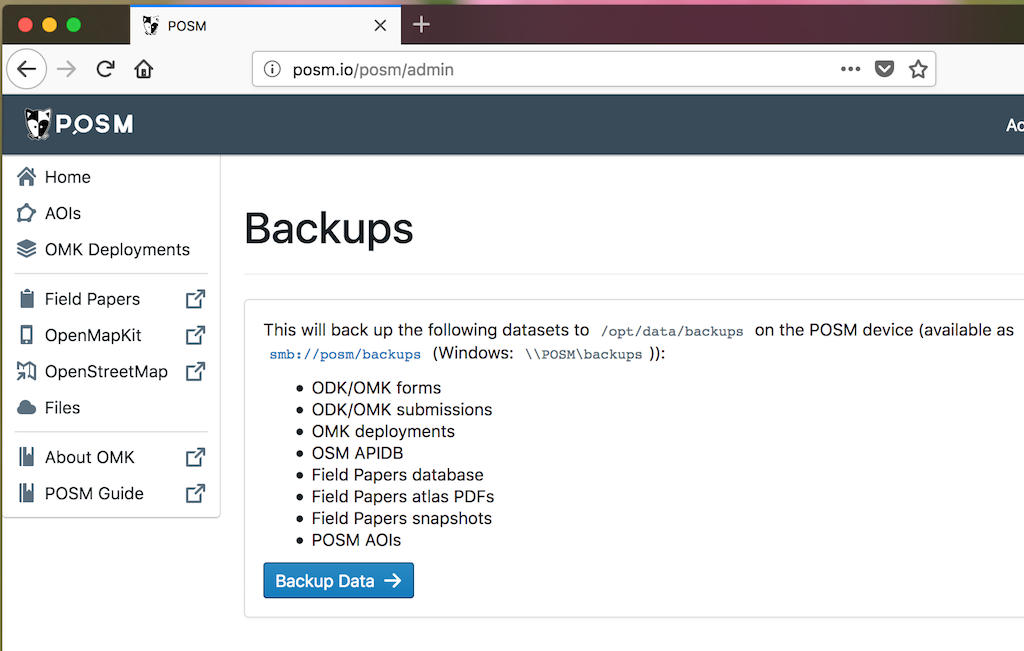 POSM
posm.io/posm/admin
POSM
Home
AOIs
OMK Deployments
Field Papers
OpenMapKit
OpenStreetMap
Files
About OMK
POSM Guide
Backups
This will back up the following datasets to /opt/data/backups on the POSM device (available as
smb://posm/backups (Windows: \\POSM\backups )):
ODK/OMK forms
ODK/OMK submissions
OMK deployments
OSM APIDB
Field Papers database
Field Papers atlas PDFs
Field Papers snapshots
POSM AOIs
Backup Data